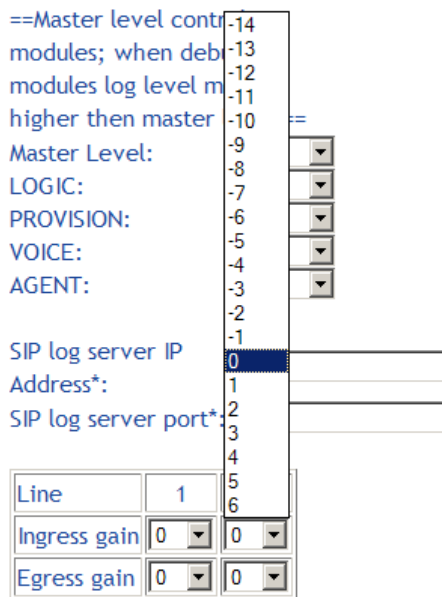 ==Master level contr
modules; when deb
modules log level m
higher then master ==
Master Level:
LOGIC:
PROVISION:
VOICE:
AGENT:
SIP log server IP
Address*:
SIP log server port*:
-14
-13
-12
-11
-10
-9
-8
-7
-6
-5
-4
-3
-2
-1
0
1
2
3
4
5
6
Line 1
Ingress gain 0 0
Egress gain 0 0